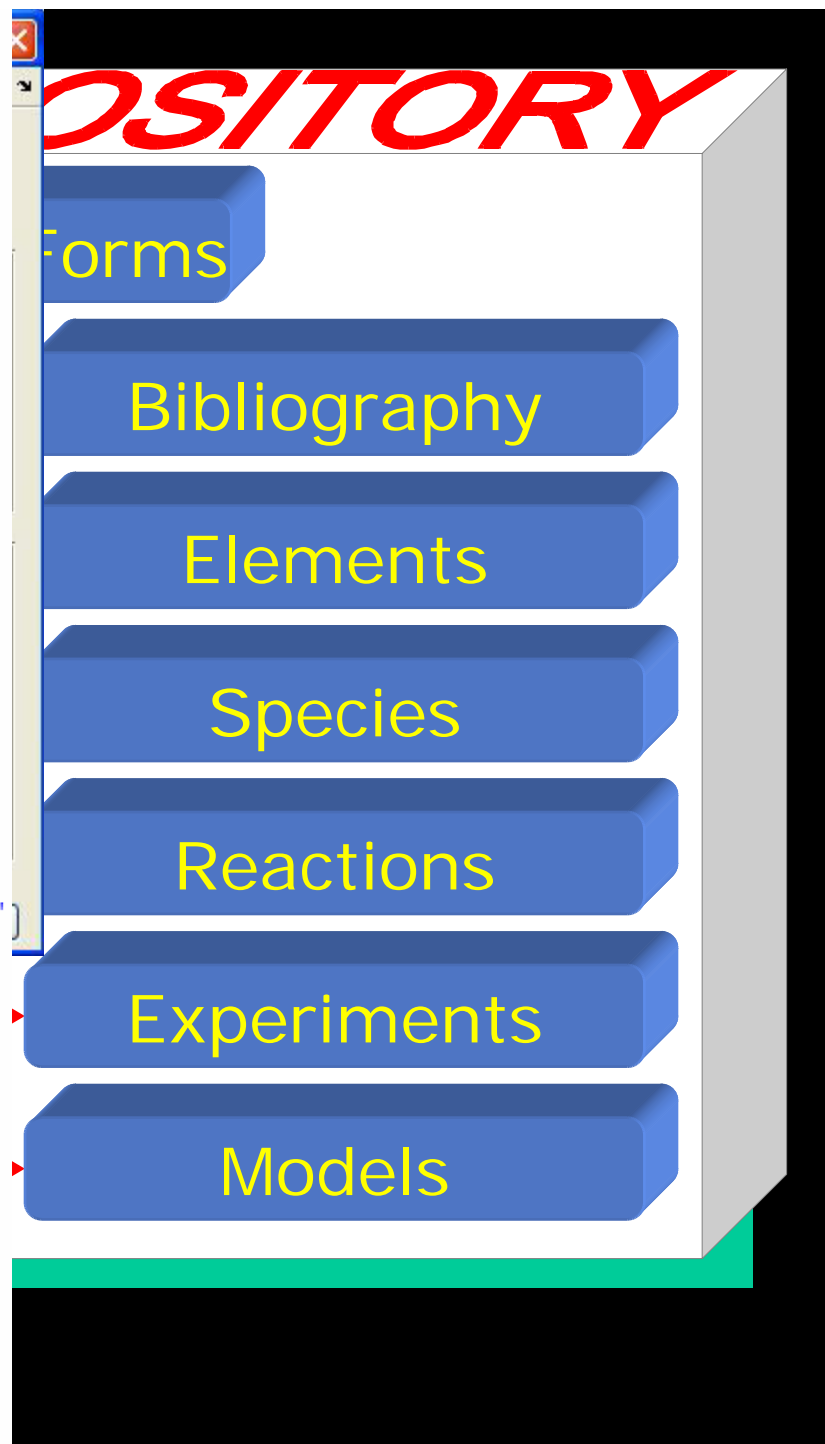 OSITORY
Forms
Bibliography
Elements
Species
Reactions
Experiments
Models